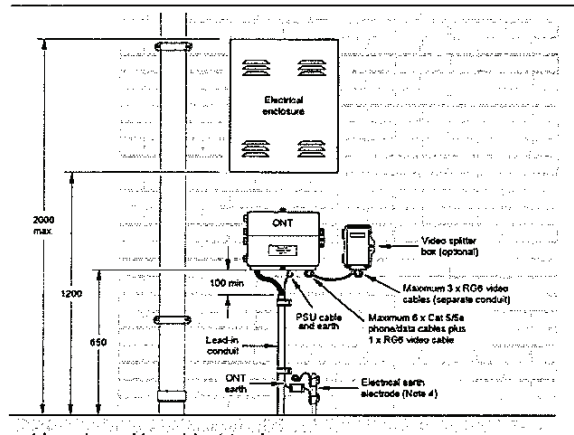 Electrical
enclosure
2000
max.
ONT
Video splitter
box (optional)
1200
100 min
Maximum 3 x RG6 video
cables (separate conduit)
PSU cable
and earth
Maximum 6 x Cat 5/5e
phone/data cables plus
1 x RG6 video cable
650
Lead-in
conduit
ONT
earth
Electrical earth
electrode (Note 4)